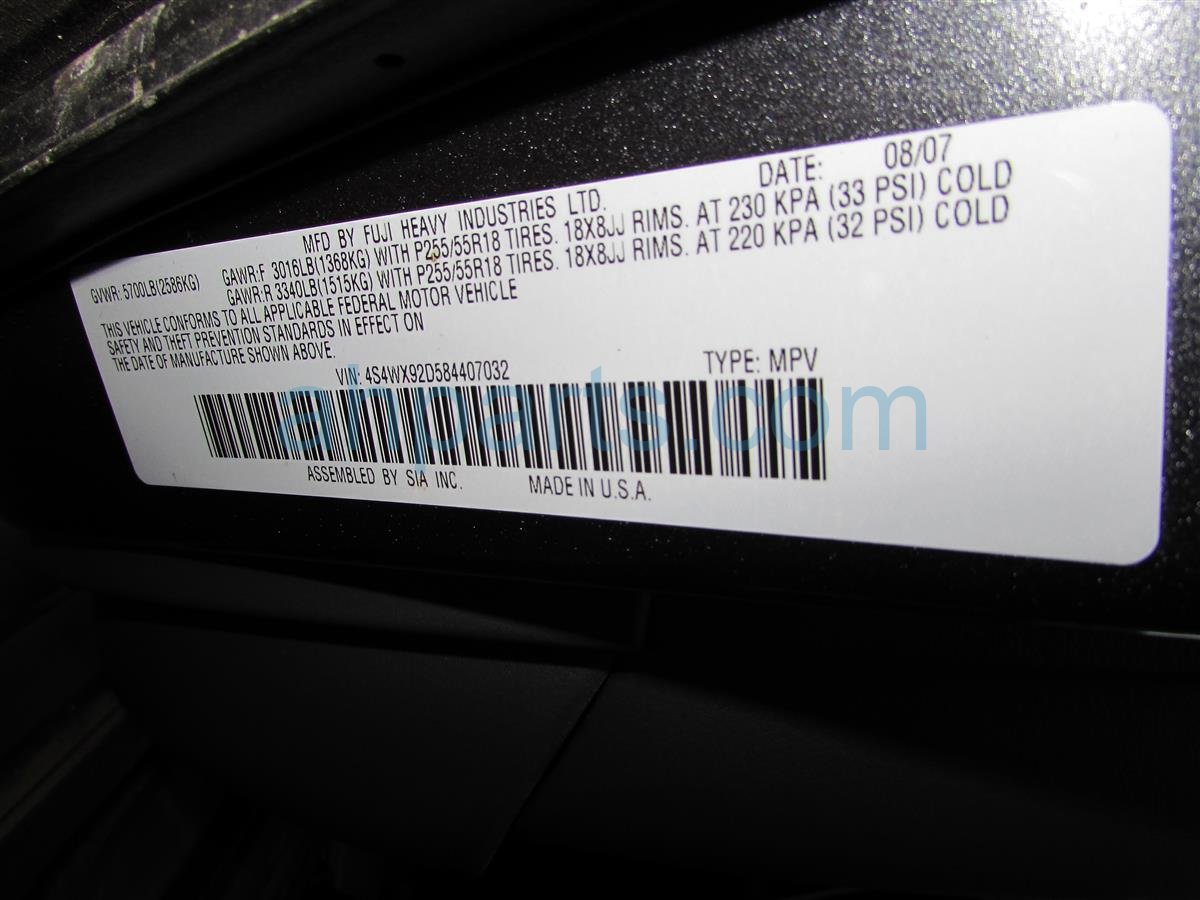 MFD BY FUJI HEAVY INDUSTRIES LTD. DATE: 08/07
GVWR: 5700LB(2586KG) GAWR:F 3016LB(1368KG) WITH P255/55R18 TIRES. 18X8JJ RIMS. AT 230 KPA (33 PSI) COLD
GAWR:R 3340LB(1515KG) WITH P255/55R18 TIRES. 18X8JJ RIMS. AT 220 KPA (32 PSI) COLD
THIS VEHICLE CONFORMS TO ALL APPLICABLE FEDERAL MOTOR VEHICLE
SAFETY AND THEFT PREVENTION STANDARDS IN EFFECT ON
THE DATE OF MANUFACTURE SHOWN ABOVE.
VIN: 4S4WX92D584407032 TYPE: MPV
ahparts.com
ASSEMBLED BY SIA INC. MADE IN U.S.A.